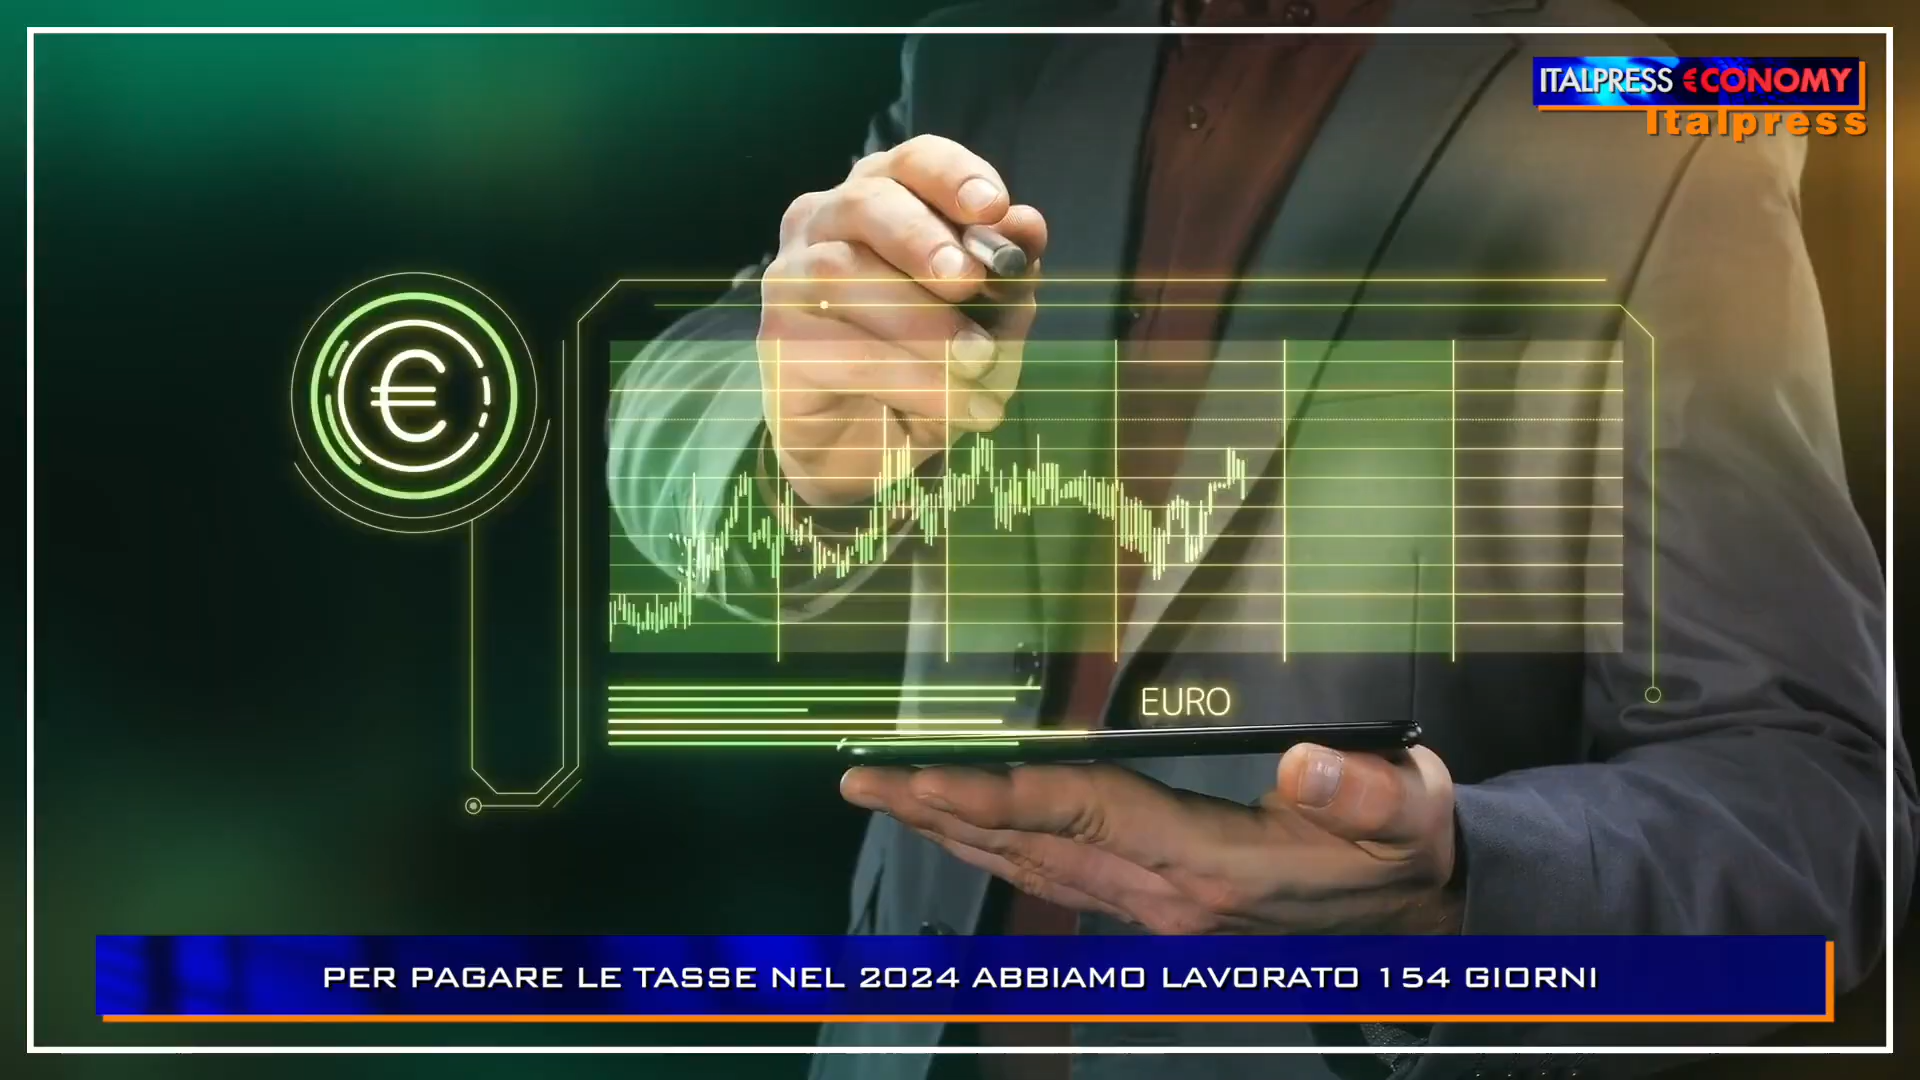 ITALPRESS €CONOMY
Italpress
€
EURO
PER PAGARE LE TASSE NEL 2024 ABBIAMO LAVORATO 154 GIORNI